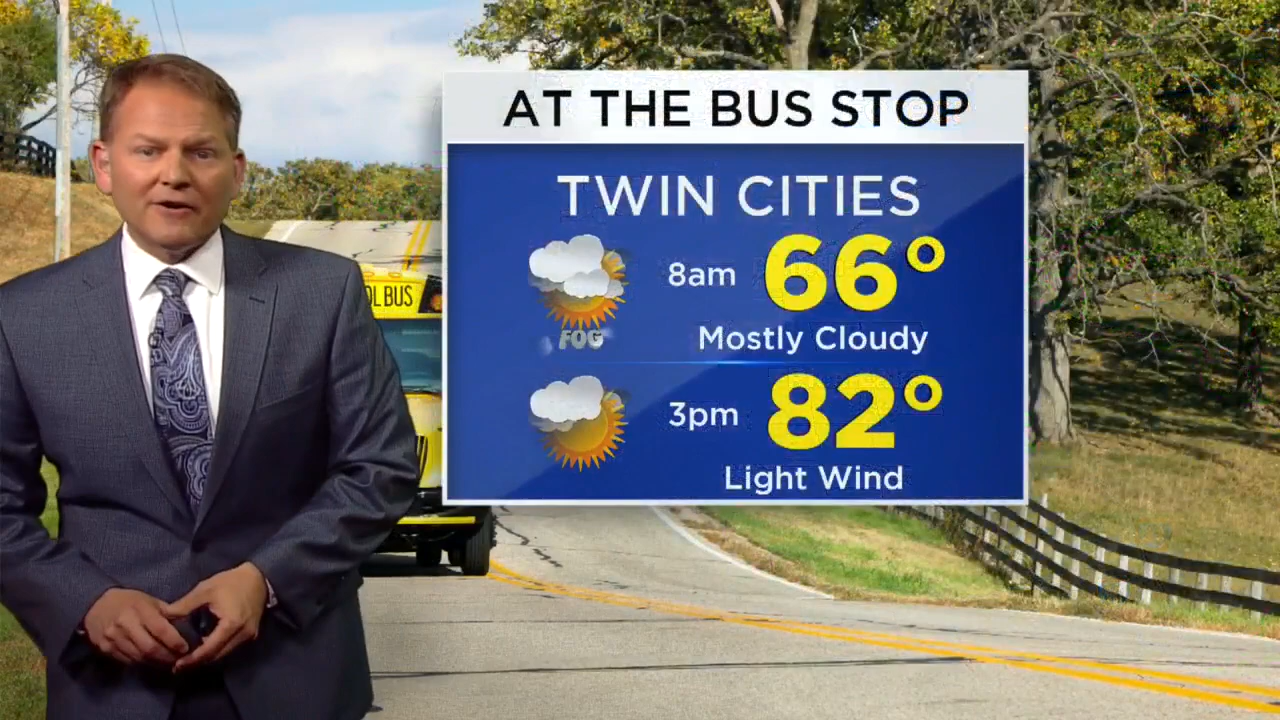 AT THE BUS STOP
TWIN CITIES
8am 66°
FOG
Mostly Cloudy
3pm 82°
Light Wind
OL BUS